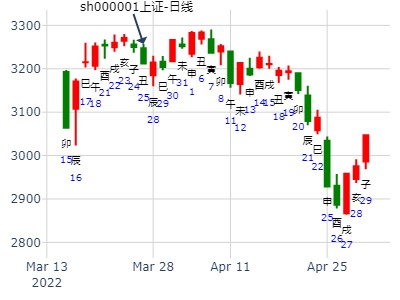 sh000001上证-日线
3300
3200
3100
3000
2900
2800
卯
15
辰
16
巳
17
午
18
酉
21
戌
22
亥
23
子
24
丑
25
辰
28
巳
29
午
30
未
31
申
1
丑
6
寅
7
卯
8
午
11
未
12
申
13
酉
14
戌
15
丑
18
寅
19
卯
20
辰
21
巳
22
申
25
酉
26
戌
27
亥
28
子
29
Mar 13
2022
Mar 28
Apr 11
Apr 25